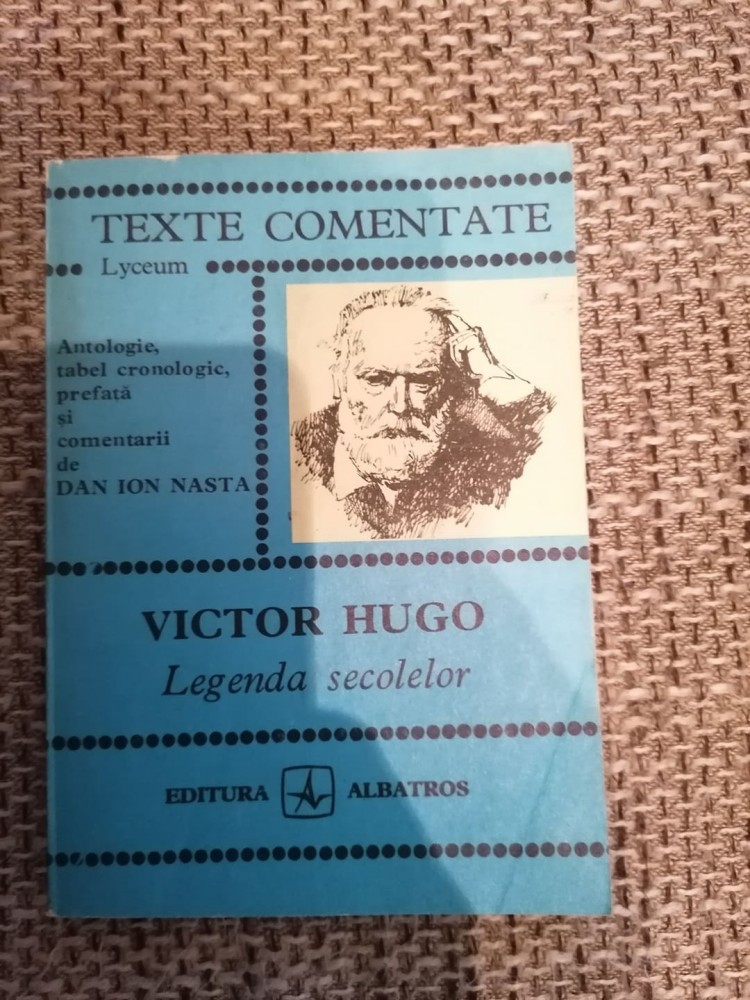 TEXTE COMENTATE
Lyceum
Antologie,
tabel cronologic,
prefață
și
comentarii
de
DAN ION NASTA
VICTOR HUGO
Legenda secolelor
EDITURA ALBATROS